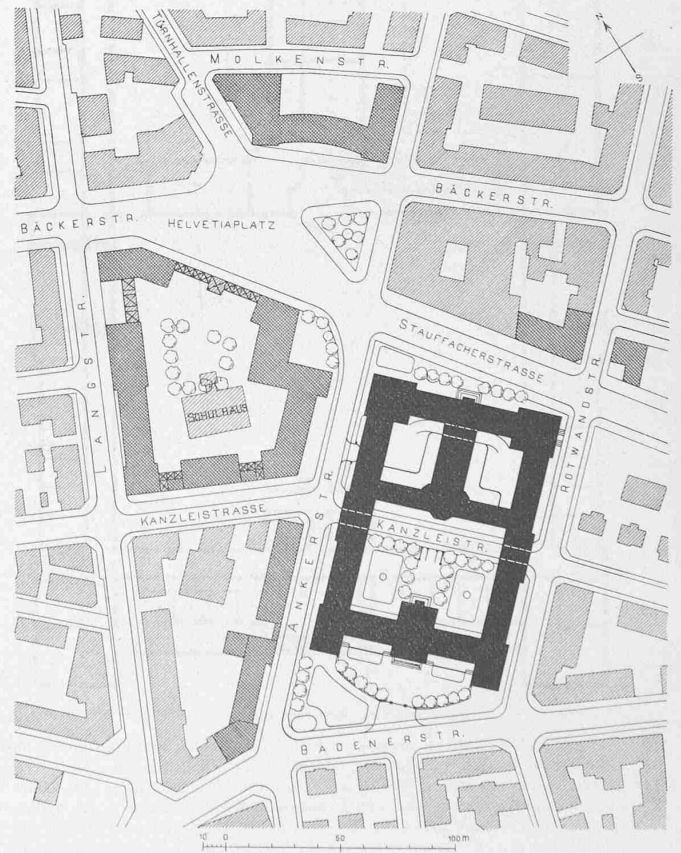 N
S
TURNHALLENSTRASSE
MOLKENSTR.
BÄCKERSTR.
BÄCKERSTR.
HELVETIAPLATZ
STAUFFACHERSTRASSE
LANGSTR.
ROTWANDSTR.
SCHULHAUS
KANZLEISTRASSE
KANZLEISTR.
ANKERSTR.
BADENERSTR.
10 0 50 100 m